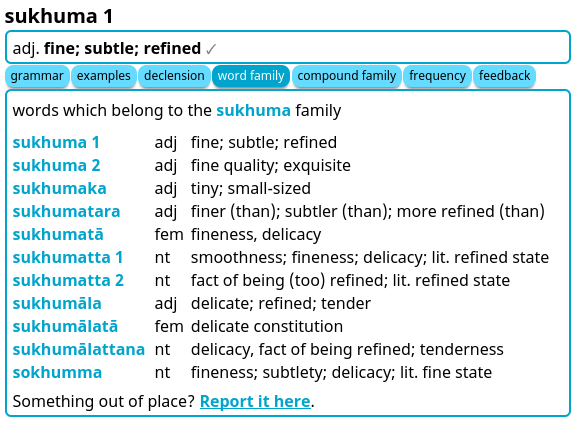 sukhuma 1
adj. fine; subtle; refined ✓
grammar examples declension word family compound family frequency feedback
words which belong to the sukhuma family
sukhuma 1 adj fine; subtle; refined
sukhuma 2 adj fine quality; exquisite
sukhumaka adj tiny; small-sized
sukhumatara adj finer (than); subtler (than); more refined (than)
sukhumatā fem fineness, delicacy
sukhumatta 1 nt smoothness; fineness; delicacy; lit. refined state
sukhumatta 2 nt fact of being (too) refined; lit. refined state
sukhumāla adj delicate; refined; tender
sukhumālatā fem delicate constitution
sukhumālattana nt delicacy, fact of being refined; tenderness
sokhumma nt fineness; subtlety; delicacy; lit. fine state
Something out of place? Report it here.